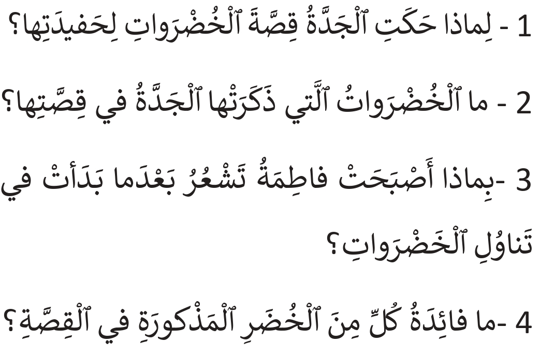 1 - لِماذا حَكَتِ ٱلْجَدَّةُ قِصَّةَ ٱلْخُضْرَواتِ لِحَفيدَتِها؟
2 - ما ٱلْخُضْرَواتُ ٱلَّتي ذَكَرَتْها ٱلْجَدَّةُ في قِصَّتِها؟
3 -بِماذا أَصْبَحَتْ فاطِمَةُ تَشْعُرُ بَعْدَما بَدَأتْ في
تَناوُلِ ٱلْخَضْرَواتِ؟
4 -ما فائِدَةُ كُلِّ مِنَ ٱلْخُضَرِ ٱلْمَذْكورَةِ في ٱلْقِصَّةِ؟